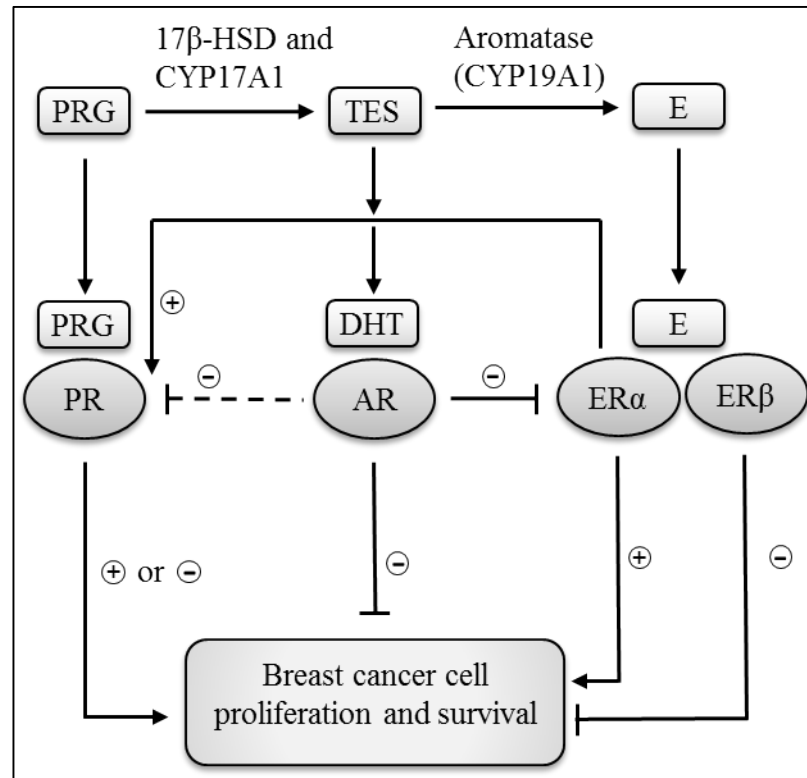 17β-HSD and
CYP17A1
Aromatase
(CYP19A1)
PRG
TES
E
⊕
PRG
DHT
E
PR
⊖
AR
⊖
ERα
ERβ
⊕ or ⊖
⊖
⊕
⊖
Breast cancer cell
proliferation and survival